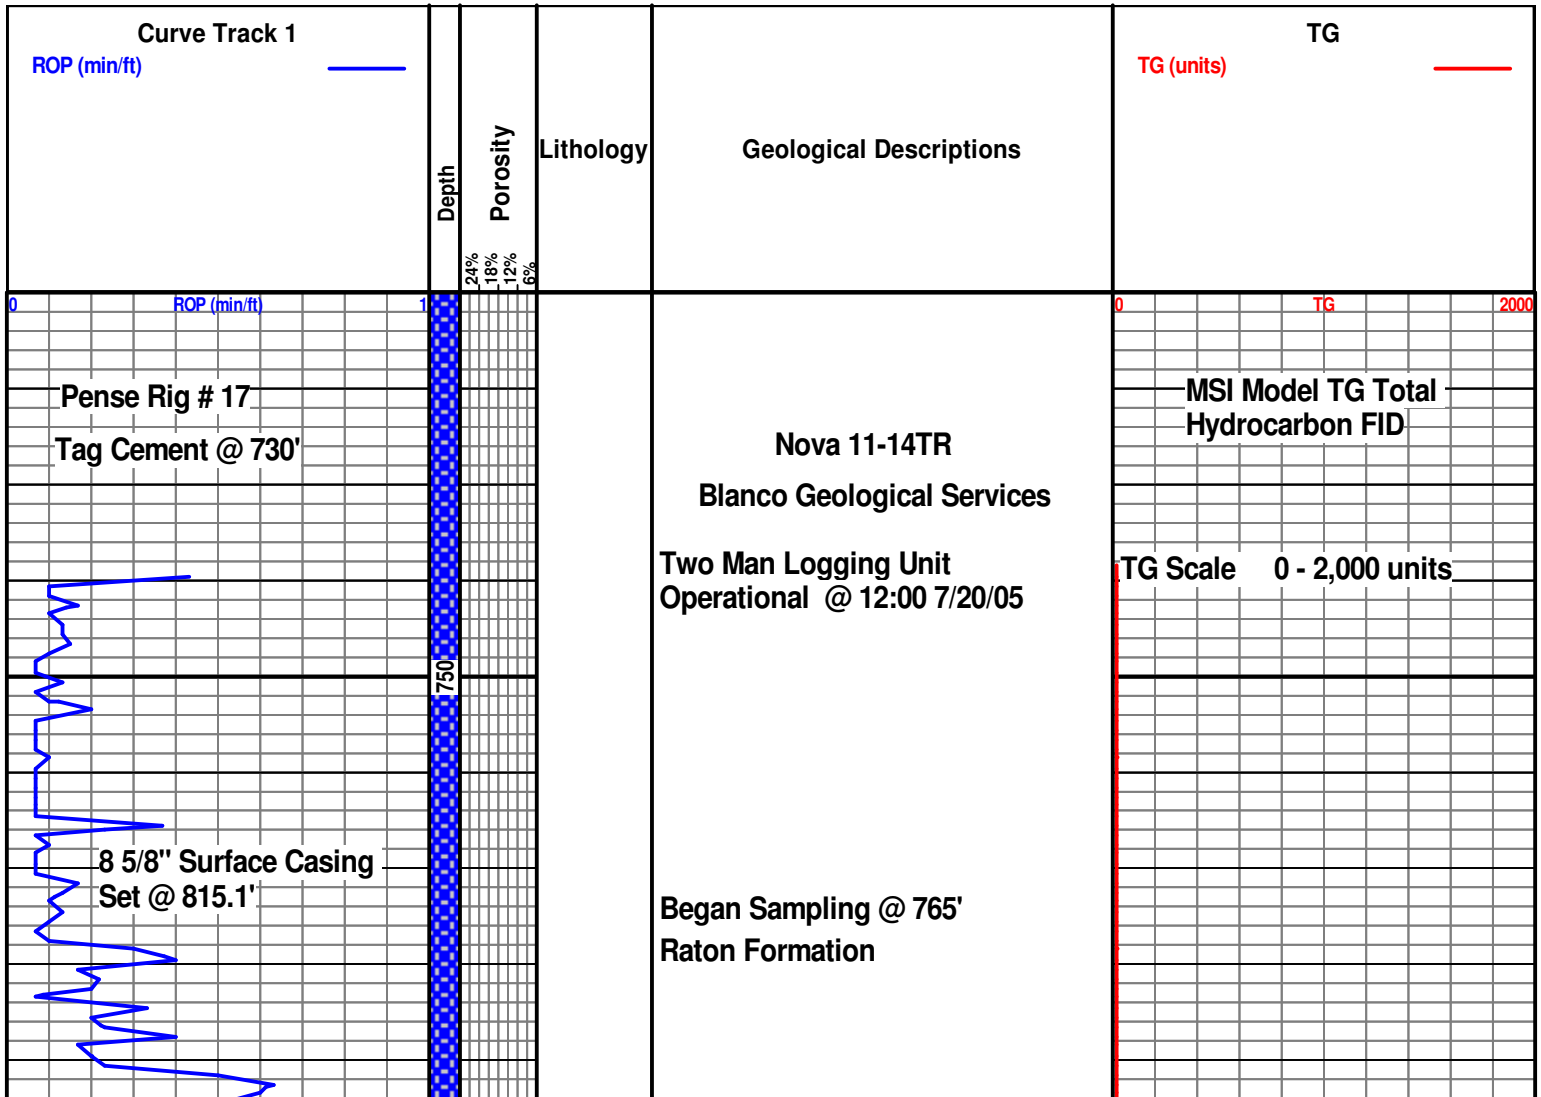 Curve Track 1
ROP (min/ft)
Depth
Porosity
24%
18%
12%
6%
Lithology
Geological Descriptions
TG
TG (units)
0 ROP (min/ft) 1
0 TG 2000
Pense Rig # 17
Tag Cement @ 730'
MSI Model TG Total
Hydrocarbon FID
Nova 11-14TR
Blanco Geological Services
Two Man Logging Unit
Operational @ 12:00 7/20/05
TG Scale 0 - 2,000 units
750
8 5/8" Surface Casing
Set @ 815.1'
Began Sampling @ 765'
Raton Formation